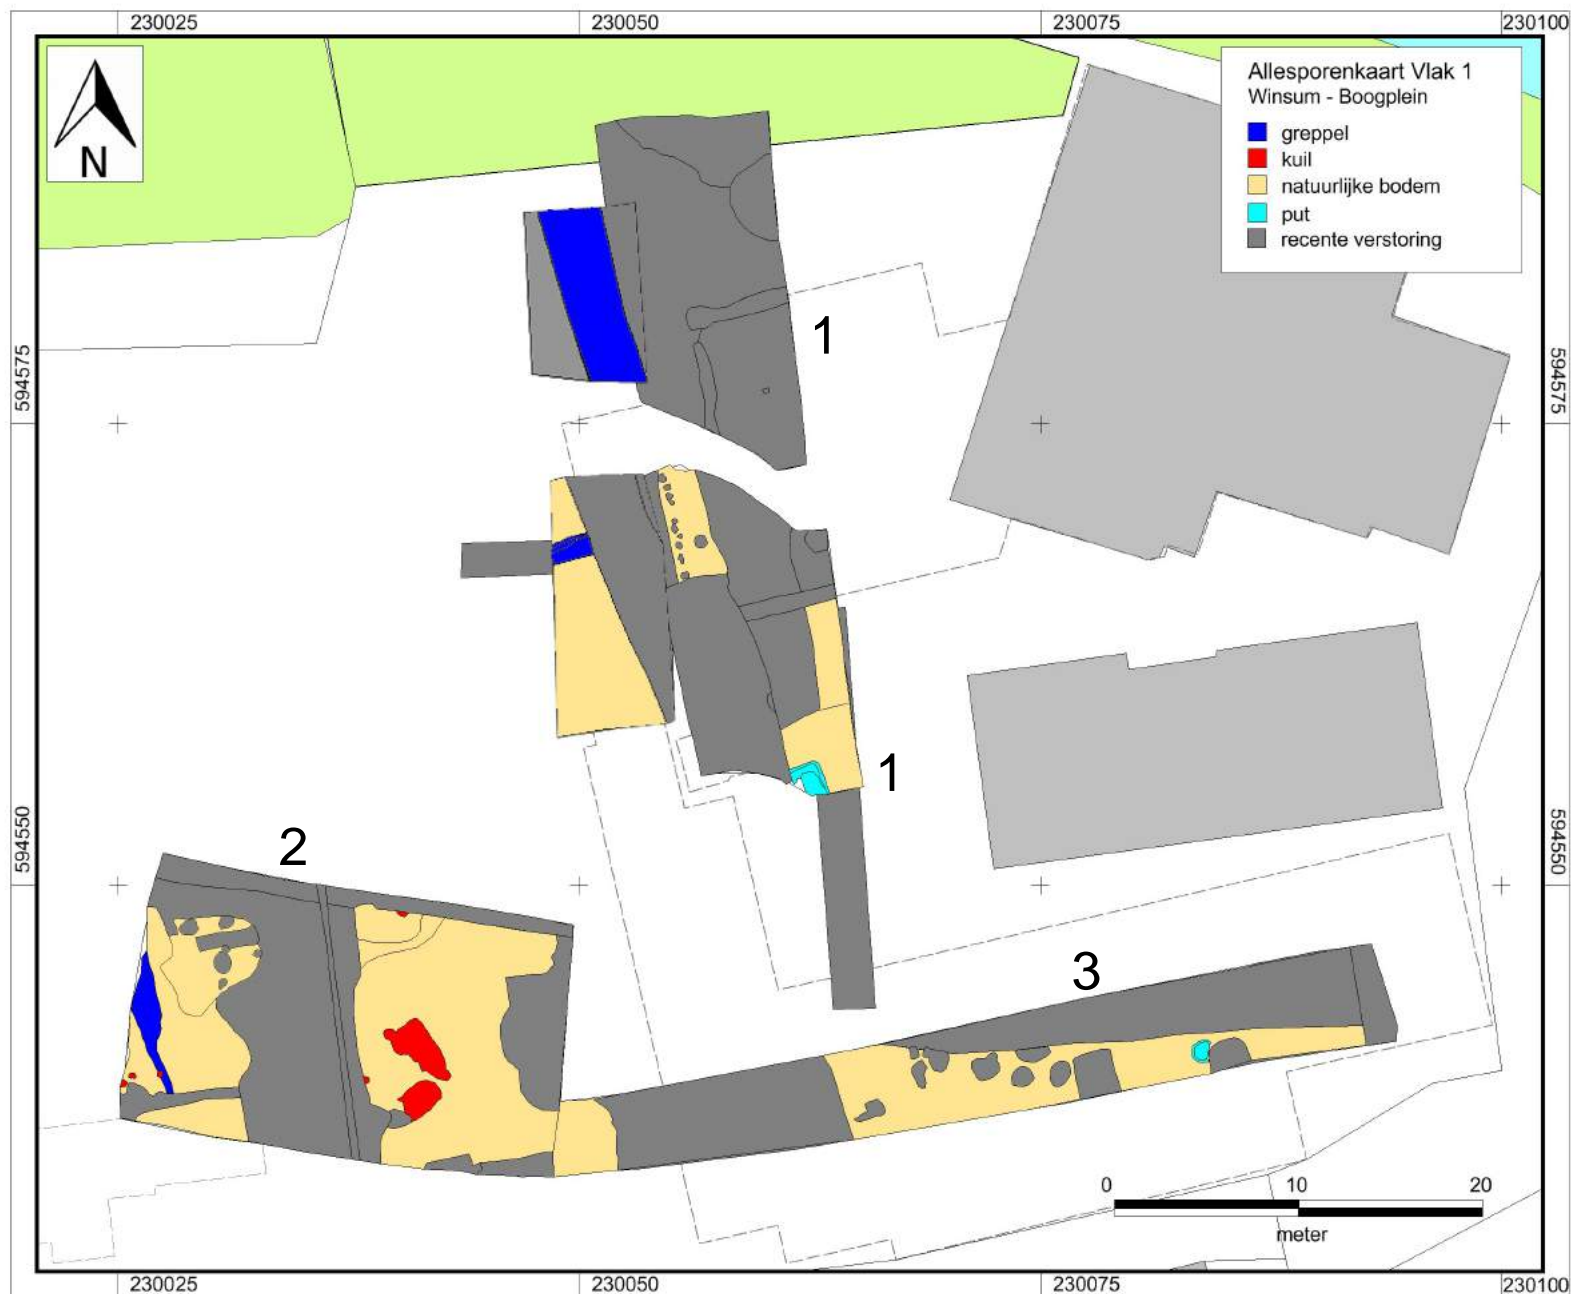 230025 230050 230075 230100
N
Allesporenkaart Vlak 1
Winsum - Boogplein
greppel
kuil
natuurlijke bodem
put
recente verstoring
1
594575 594575
1
2
594550 594550
3
0 10 20
meter
230025 230050 230075 230100